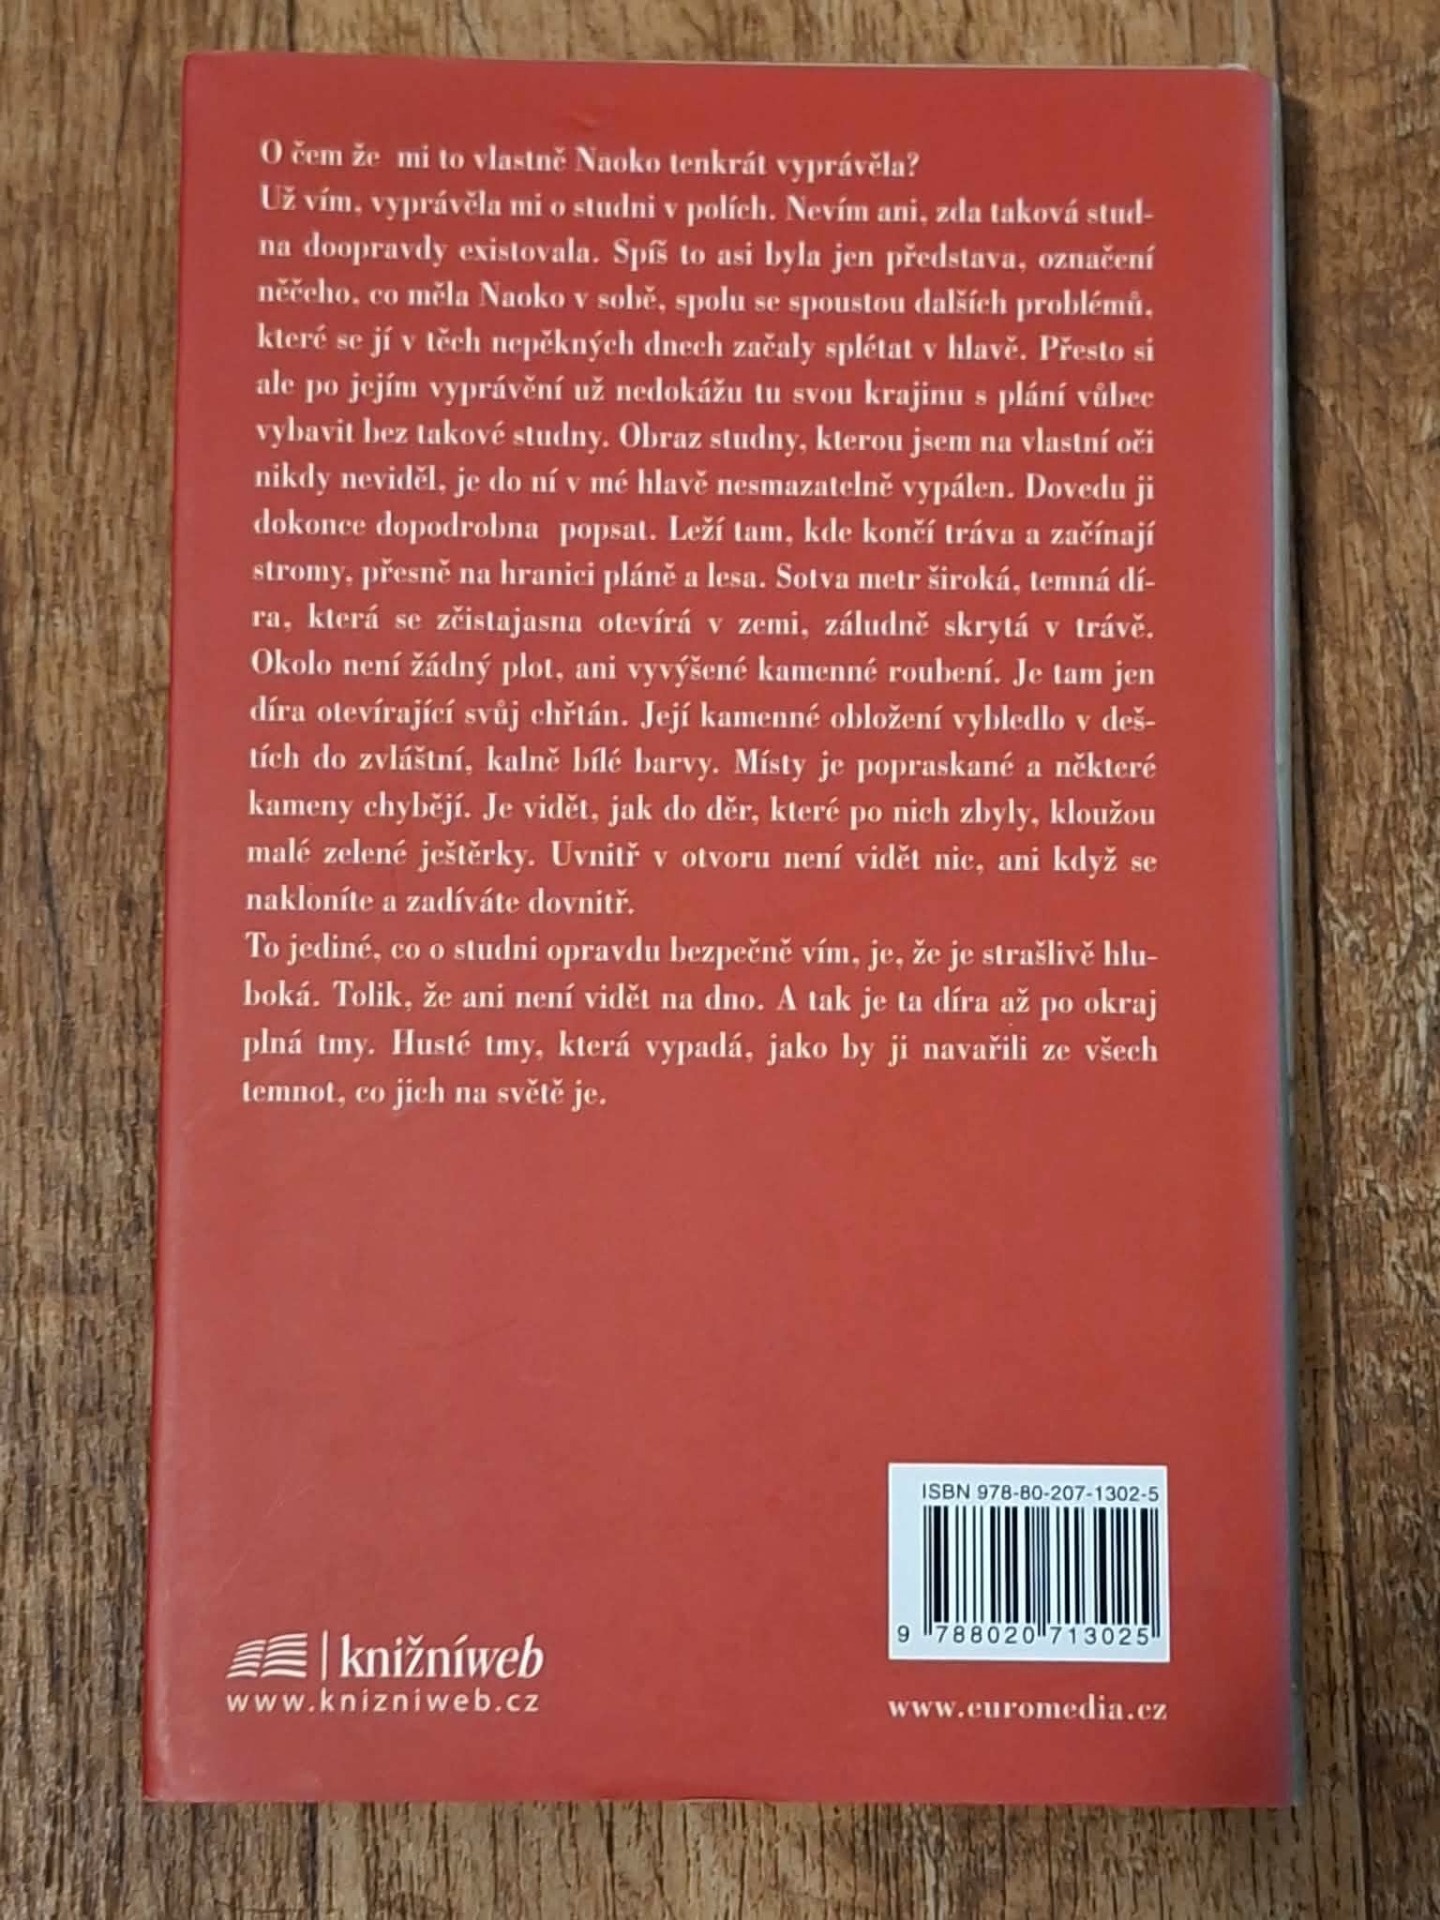 O čem že  mi to vlastně Naoko tenkrát vyprávěla?
Už vím, vyprávěla mi o studni v polích. Nevím ani, zda taková stud-
na doopravdy existovala. Spíš to asi byla jen představa, označení
něčeho, co měla Naoko v sobě, spolu se spoustou dalších problémů,
které se jí v těch nepěkných dnech začaly splétat v hlavě. Přesto si
ale po jejím vyprávění už nedokážu tu svou krajinu s plání vůbec
vybavit bez takové studny. Obraz studny, kterou jsem na vlastní oči
nikdy neviděl, je do ní v mé hlavě nesmazatelně vypálen. Dovedu ji
dokonce dopodrobna  popsat. Leží tam, kde končí tráva a začínají
stromy, přesně na hranici pláně a lesa. Sotva metr široká, temná dí-
ra, která se zčistajasna otevírá v zemi, záludně skrytá v trávě.
Okolo není žádný plot, ani vyvýšené kamenné roubení. Je tam jen
díra otevírající svůj chřtán. Její kamenné obložení vybledlo v deš-
tích do zvláštní, kalně bílé barvy. Místy je popraskané a některé
kameny chybějí. Je vidět, jak do děr, které po nich zbyly, kloužou
malé zelené ještěrky. Uvnitř v otvoru není vidět nic, ani když se
nakloníte a zadíváte dovnitř.
To jediné, co o studni opravdu bezpečně vím, je, že je strašlivě hlu-
boká. Tolik, že ani není vidět na dno. A tak je ta díra až po okraj
plná tmy. Husté tmy, která vypadá, jako by ji navařili ze všech
temnot, co jich na světě je.
ISBN 978-80-207-1302-5
9 788020 713025
knižníweb
www.knizniweb.cz
www.euromedia.cz